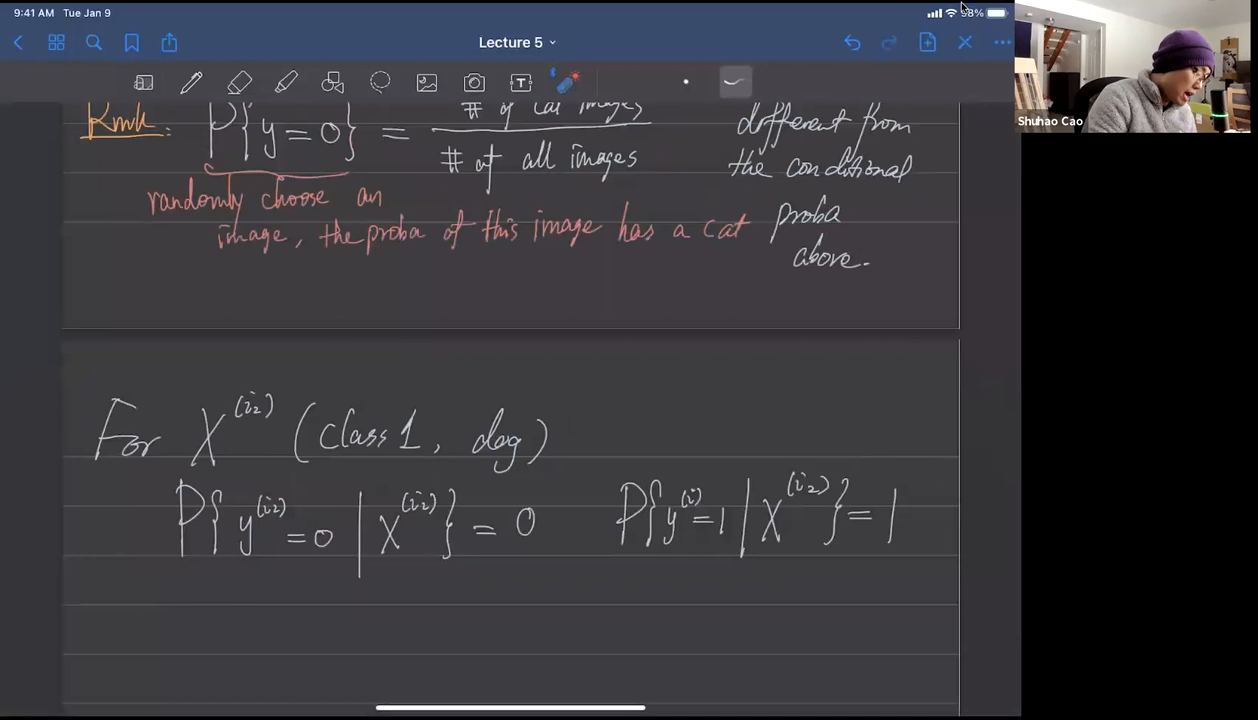 9:41 AM Tue Jan 9
98%
Lecture 5
Shuhao Cao
Rmk: P{y = 0} = # of cat images
# of all images
different from
the conditional
proba
above.
randomly choose an
image, the proba of this image has a cat
For X^(i₂) (class 1, dog)
P{y^(i₂) = 0 | X^(i₂)} = 0 P{y^(i) = 1 | X^(i₂)} = 1